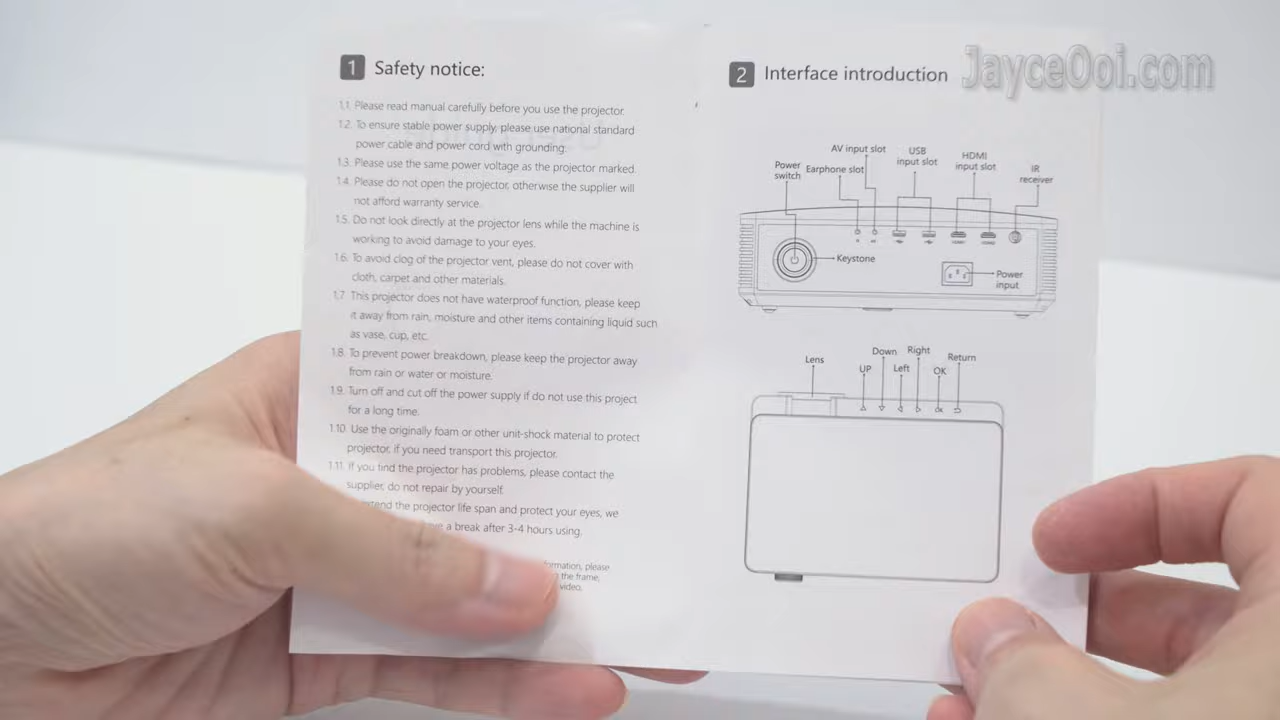 1 Safety notice:
1.1. Please read manual carefully before you use the projector.
1.2. To ensure stable power supply, please use national standard
power cable and power cord with grounding.
1.3. Please use the same power voltage as the projector marked.
1.4. Please do not open the projector, otherwise the supplier will
not afford warranty service.
1.5. Do not look directly at the projector lens while the machine is
working to avoid damage to your eyes.
1.6. To avoid clog of the projector vent, please do not cover with
both, carpet and other materials.
1.7. This projector does not have waterproof function, please keep
it away from rain, moisture and other items containing liquid such
as vase, cup, etc.
1.8. To prevent power breakdown, please keep the projector away
from rain or water or moisture.
1.9. Turn off and cut off the power supply if do not use this project
for a long time.
1.10. Use the originally foam or other unit-shock material to protect
projector, if you need transport this projector.
1.11. If you find the projector has problems, please contact the
supplier, do not repair by yourself.
the projector life span and protect your eyes, we
a break after 3-4 hours using.
please
the frame,
video.
2 Interface introduction
JayceOoi.com
Power
switch
Earphone slot
AV input slot
USB
input slot
HDMI
input slot
IR
receiver
Keystone
Power
input
Lens
UP
Down
Left
Right
OK
Return